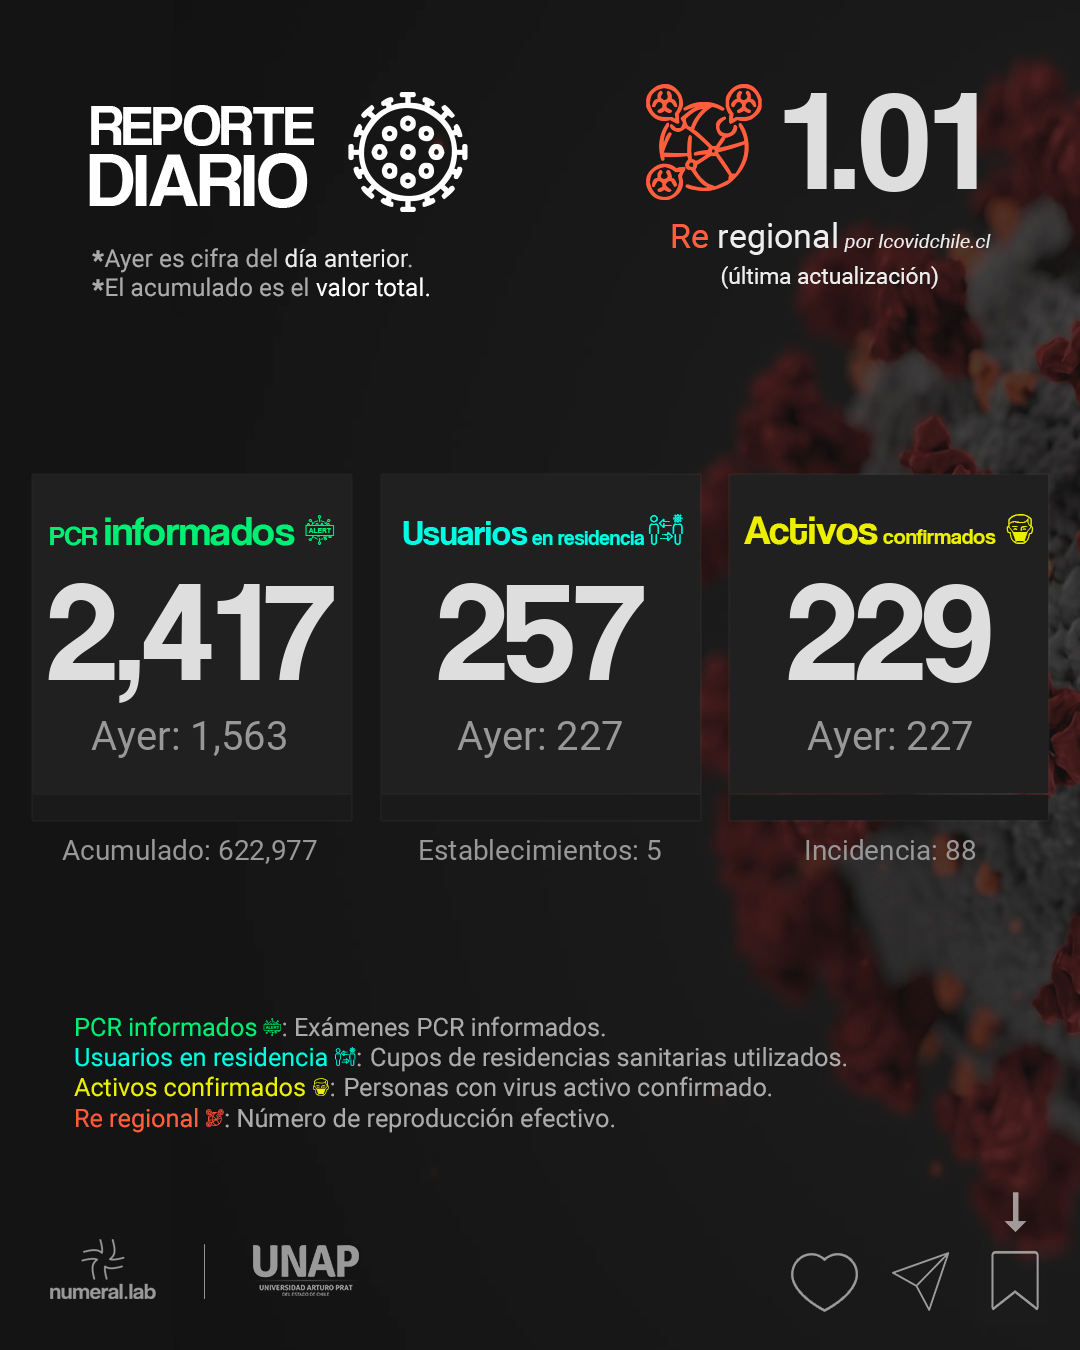 REPORTE
DIARIO
*Ayer es cifra del día anterior.
*El acumulado es el valor total.
1.01
Re regional por Icovidchile.cl
(última actualización)
PCR informados ALERT
2,417
Ayer: 1,563
Acumulado: 622,977
Usuarios en residencia
257
Ayer: 227
Establecimientos: 5
Activos confirmados
229
Ayer: 227
Incidencia: 88
PCR informados ALERT: Exámenes PCR informados.
Usuarios en residencia : Cupos de residencias sanitarias utilizados.
Activos confirmados : Personas con virus activo confirmado.
Re regional : Número de reproducción efectivo.
numeral.lab
UNAP
UNIVERSIDAD ARTURO PRAT
DEL ESTADO DE CHILE